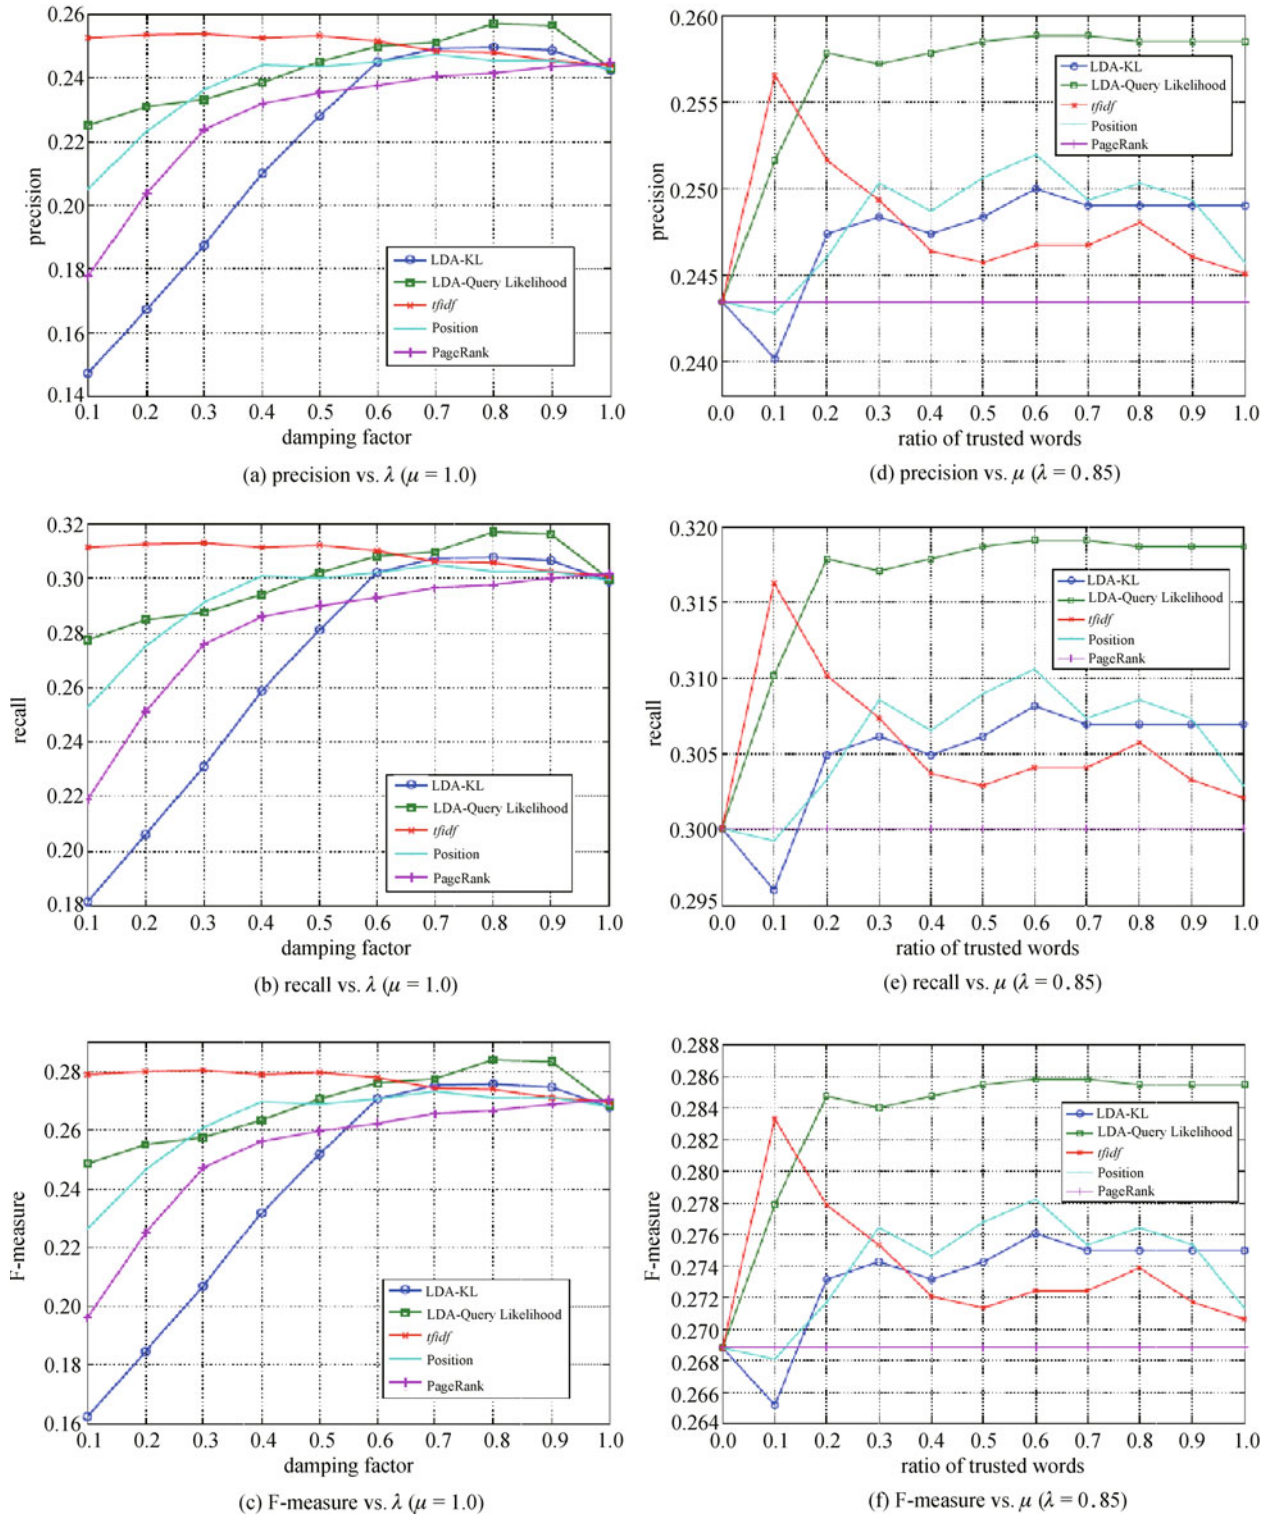 0.26
0.24
0.22
0.20
0.18
0.16
0.14
precision
LDA-KL
LDA-Query Likelihood
tfidf
Position
PageRank
0.1 0.2 0.3 0.4 0.5 0.6 0.7 0.8 0.9 1.0
damping factor
(a) precision vs. λ (μ = 1.0)
0.260
0.255
0.250
0.245
0.240
precision
LDA-KL
LDA-Query Likelihood
tfidf
Position
PageRank
0.0 0.1 0.2 0.3 0.4 0.5 0.6 0.7 0.8 0.9 1.0
ratio of trusted words
(d) precision vs. μ (λ = 0.85)
0.32
0.30
0.28
0.26
0.24
0.22
0.20
0.18
recall
LDA-KL
LDA-Query Likelihood
tfidf
Position
PageRank
0.1 0.2 0.3 0.4 0.5 0.6 0.7 0.8 0.9 1.0
damping factor
(b) recall vs. λ (μ = 1.0)
0.320
0.315
0.310
0.305
0.300
0.295
recall
LDA-KL
LDA-Query Likelihood
tfidf
Position
PageRank
0.0 0.1 0.2 0.3 0.4 0.5 0.6 0.7 0.8 0.9 1.0
ratio of trusted words
(e) recall vs. μ (λ = 0.85)
0.28
0.26
0.24
0.22
0.20
0.18
0.16
F-measure
LDA-KL
LDA-Query Likelihood
tfidf
Position
PageRank
0.1 0.2 0.3 0.4 0.5 0.6 0.7 0.8 0.9 1.0
damping factor
(c) F-measure vs. λ (μ = 1.0)
0.288
0.286
0.284
0.282
0.280
0.278
0.276
0.274
0.272
0.270
0.268
0.266
0.264
F-measure
LDA-KL
LDA-Query Likelihood
tfidf
Position
PageRank
0.0 0.1 0.2 0.3 0.4 0.5 0.6 0.7 0.8 0.9 1.0
ratio of trusted words
(f) F-measure vs. μ (λ = 0.85)